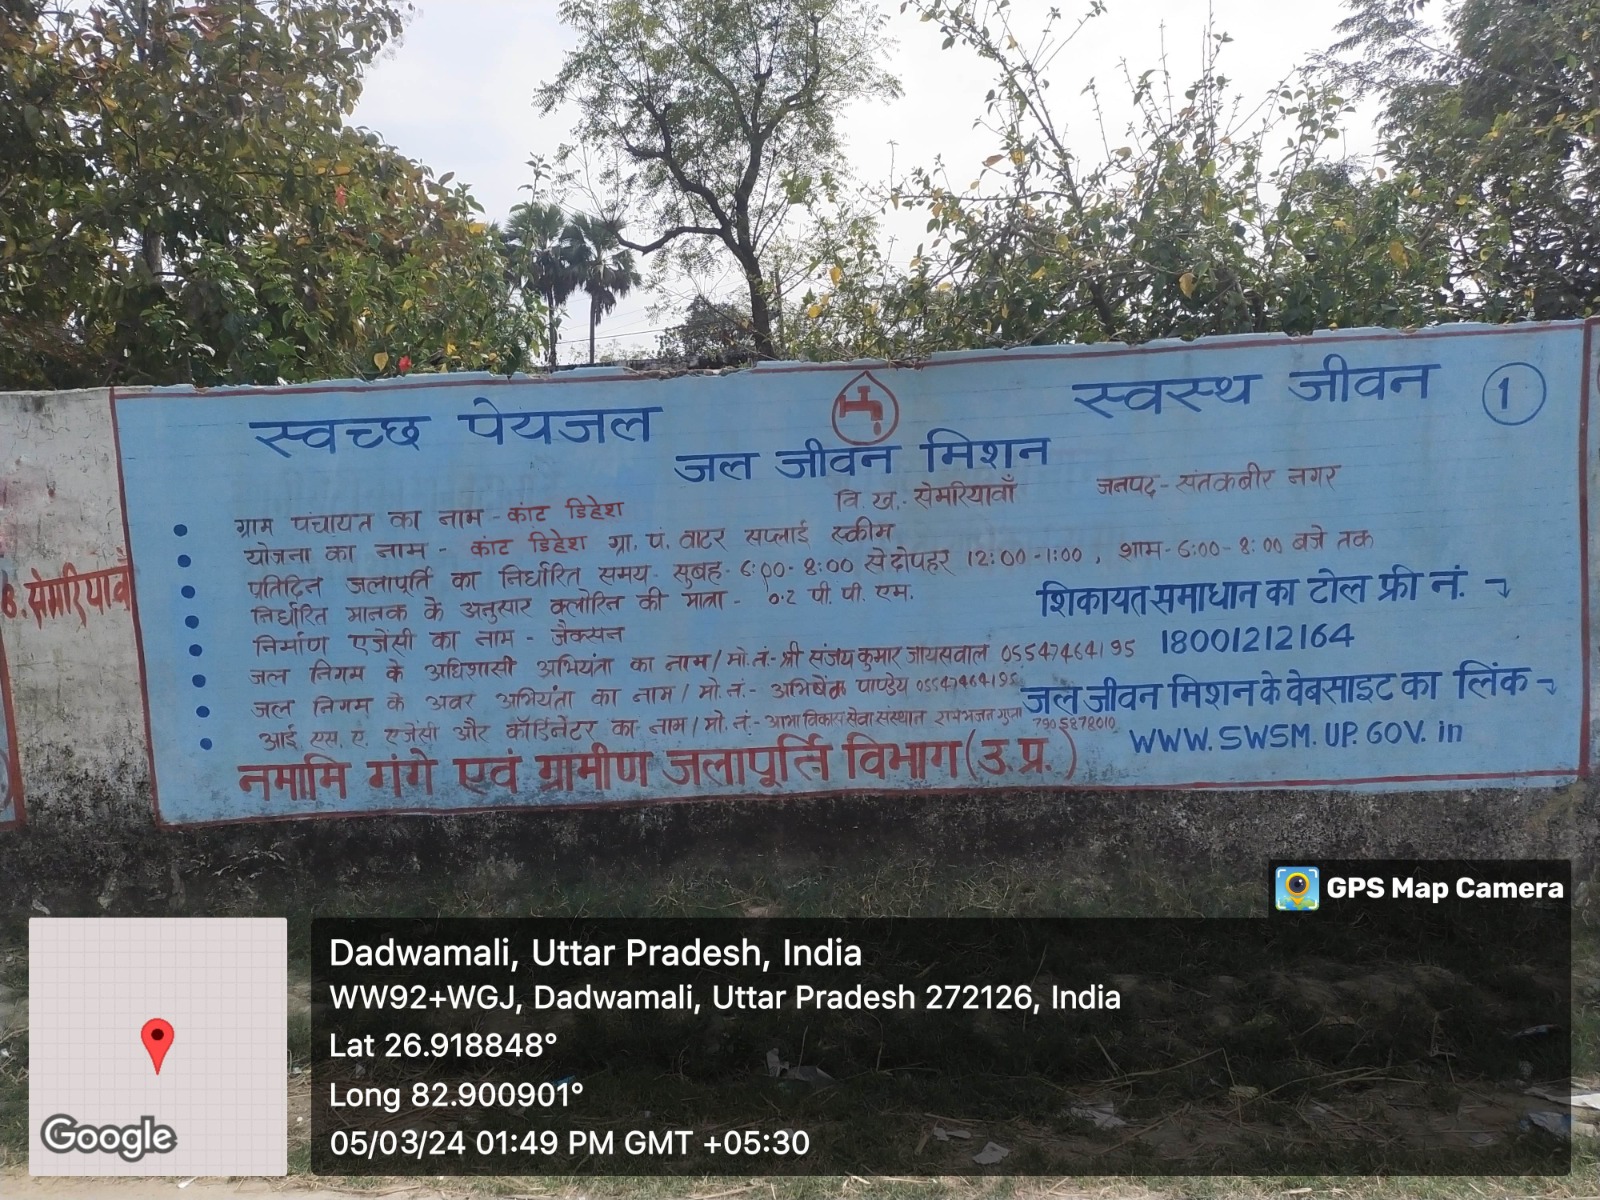 स्वच्छ पेयजल
स्वस्थ जीवन
1
जल जीवन मिशन
ग्राम पंचायत का नाम - कांट डिहेश वि. ख.- सेमरियावाँ जनपद - संतकबीर नगर
योजना का नाम - कांट डिहेश ग्रा. पं. वाटर सप्लाई स्कीम
प्रतिदिन जलापूर्ति का निर्धारित समय- सुबह- 6:00-8:00 से दोपहर 12:00-1:00, शाम-6:00-8:00 बजे तक
निर्धारित मानक के अनुसार क्लोरिन की मात्रा - 0.2 पी. पी. एम.
निर्माण एजेंसी का नाम - जैक्सन
जल निगम के अधिशासी अभियंता का नाम/मो.नं.- श्री संजय कुमार जायसवाल 05547464195
जल निगम के अवर अभियंता का नाम / मो. नं.- अभिषेक पाण्डेय 05547464195
आई. एस. ए. एजेंसी और कॉर्डिनेटर का नाम / मो. नं.- आभा विकास सेवा संस्थान रामभजन गुप्ता 7905878010
शिकायत समाधान का टोल फ्री नं.
18001212164
जल जीवन मिशन के वेबसाइट का लिंक
WWW.SWSM.UP.GOV.in
नमामि गंगे एवं ग्रामीण जलापूर्ति विभाग (उ.प्र.)
सेमरियावाँ
GPS Map Camera
Dadwamali, Uttar Pradesh, India
WW92+WGJ, Dadwamali, Uttar Pradesh 272126, India
Lat 26.918848°
Long 82.900901°
05/03/24 01:49 PM GMT +05:30
Google